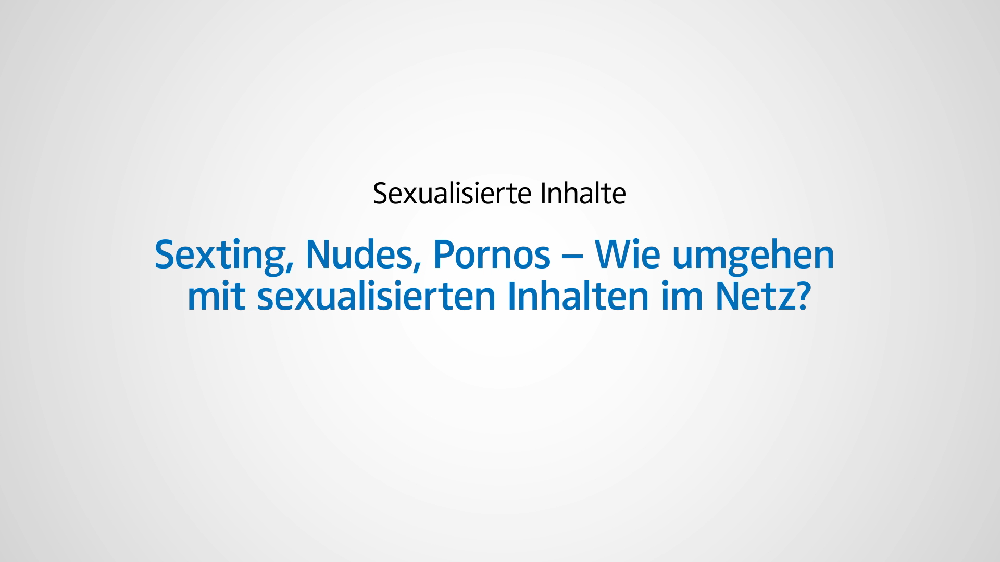 Sexualisierte Inhalte
Sexting, Nudes, Pornos – Wie umgehen
mit sexualisierten Inhalten im Netz?